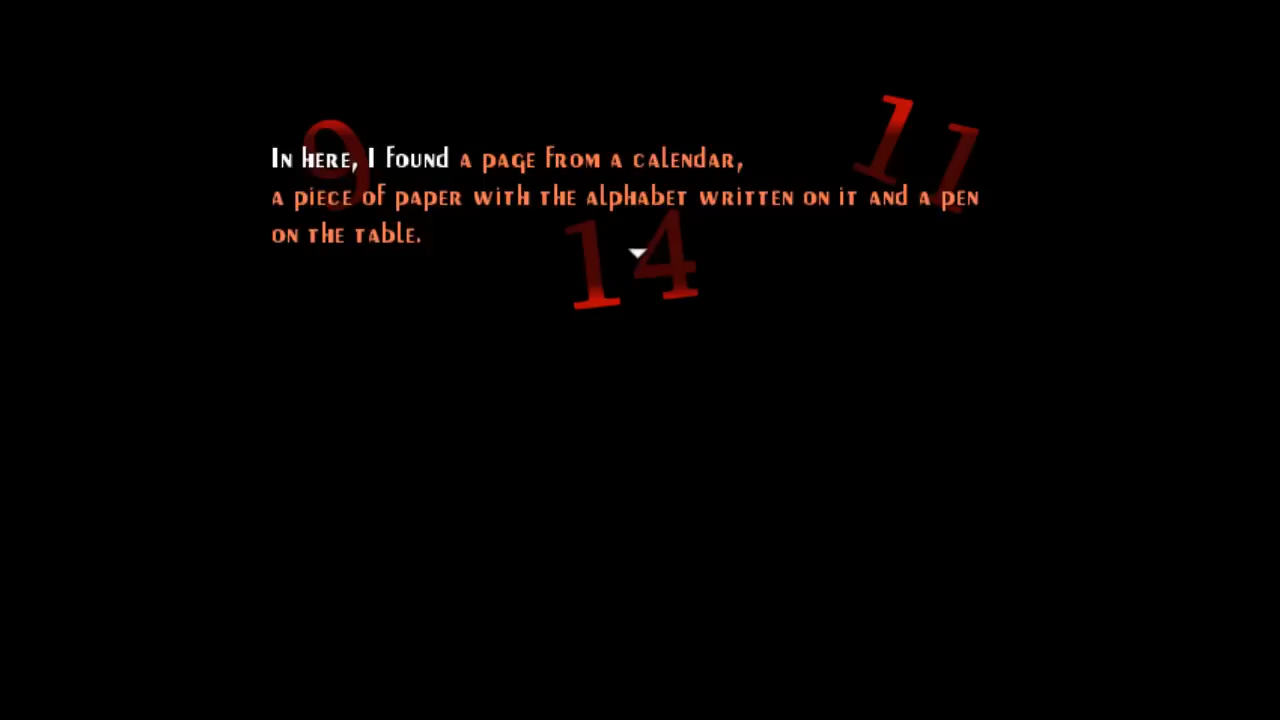 9
11
In here, I found a page from a calendar,
a piece of paper with the alphabet written on it and a pen
on the table.
14